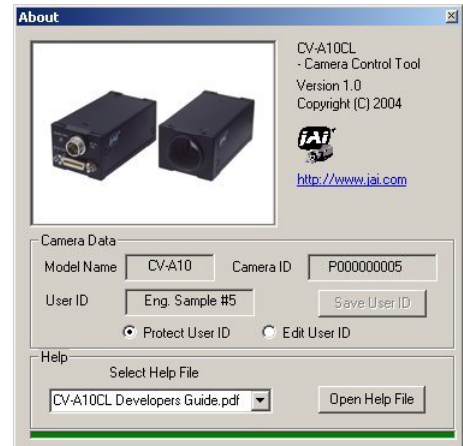 About
CV-A10CL
- Camera Control Tool
Version 1.0
Copyright (C) 2004
JAI
http://www.jai.com
Camera Data
Model Name CV-A10 Camera ID P000000005
User ID Eng. Sample #5 Save User ID
Protect User ID Edit User ID
Help
Select Help File
CV-A10CL Developers Guide.pdf Open Help File